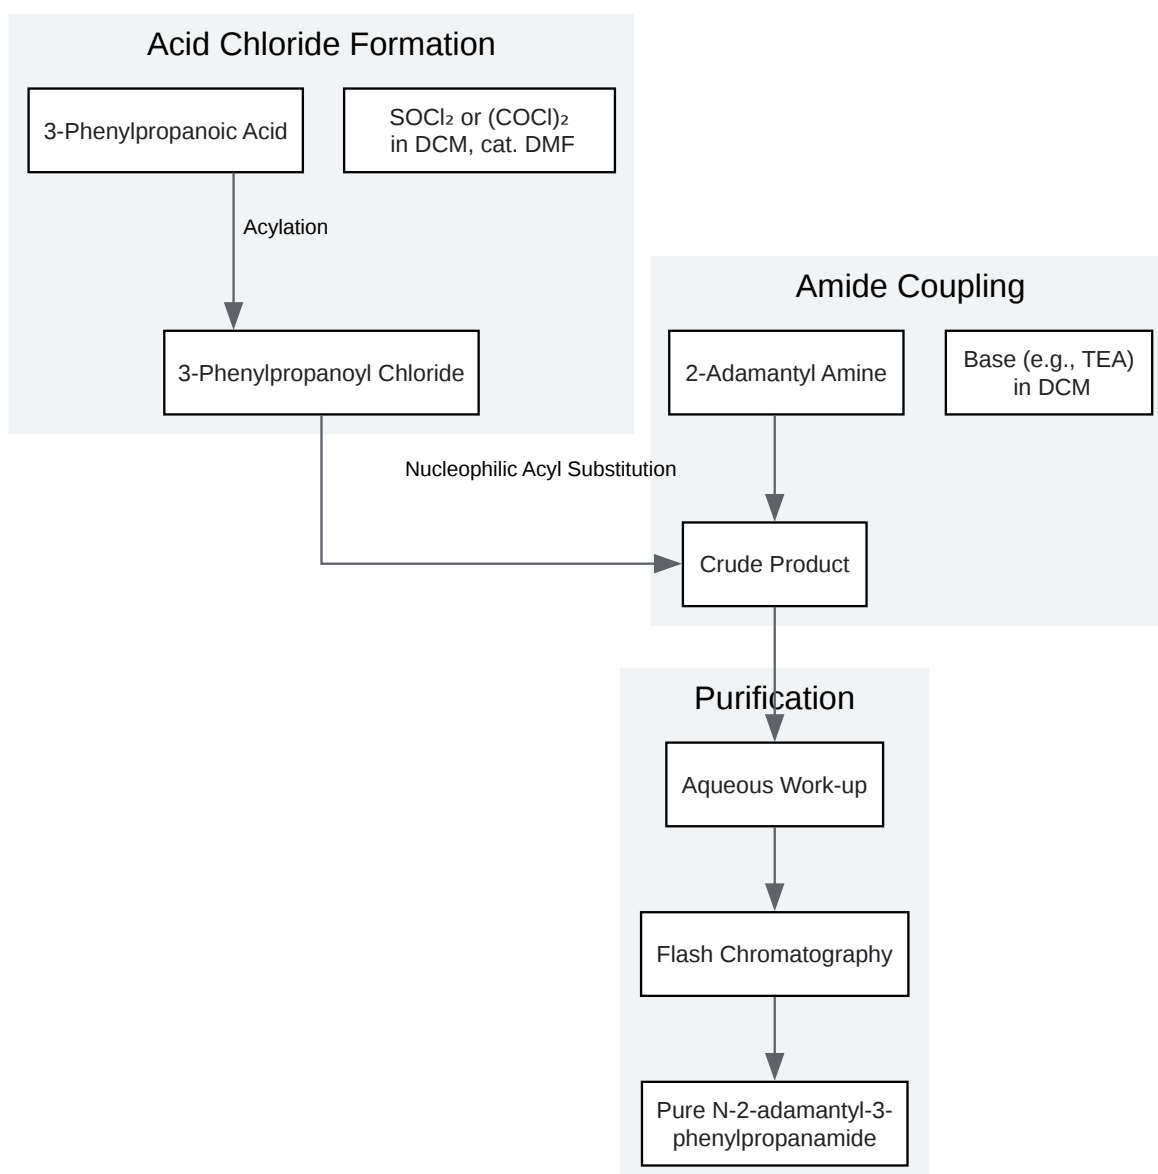 Acid Chloride Formation
3-Phenylpropanoic Acid
SOCl₂ or (COCl)₂
in DCM, cat. DMF
Acylation
3-Phenylpropanoyl Chloride
Amide Coupling
2-Adamantyl Amine
Base (e.g., TEA)
in DCM
Nucleophilic Acyl Substitution
Crude Product
Purification
Aqueous Work-up
Flash Chromatography
Pure N-2-adamantyl-3-
phenylpropanamide